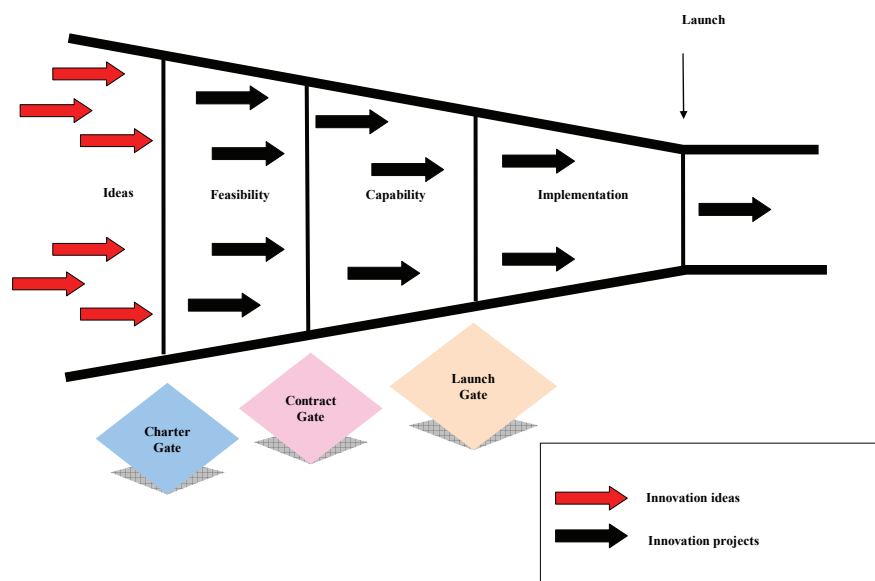 Launch
Ideas
Feasibility
Capability
Implementation
Charter
Gate
Contract
Gate
Launch
Gate
Innovation ideas
Innovation projects